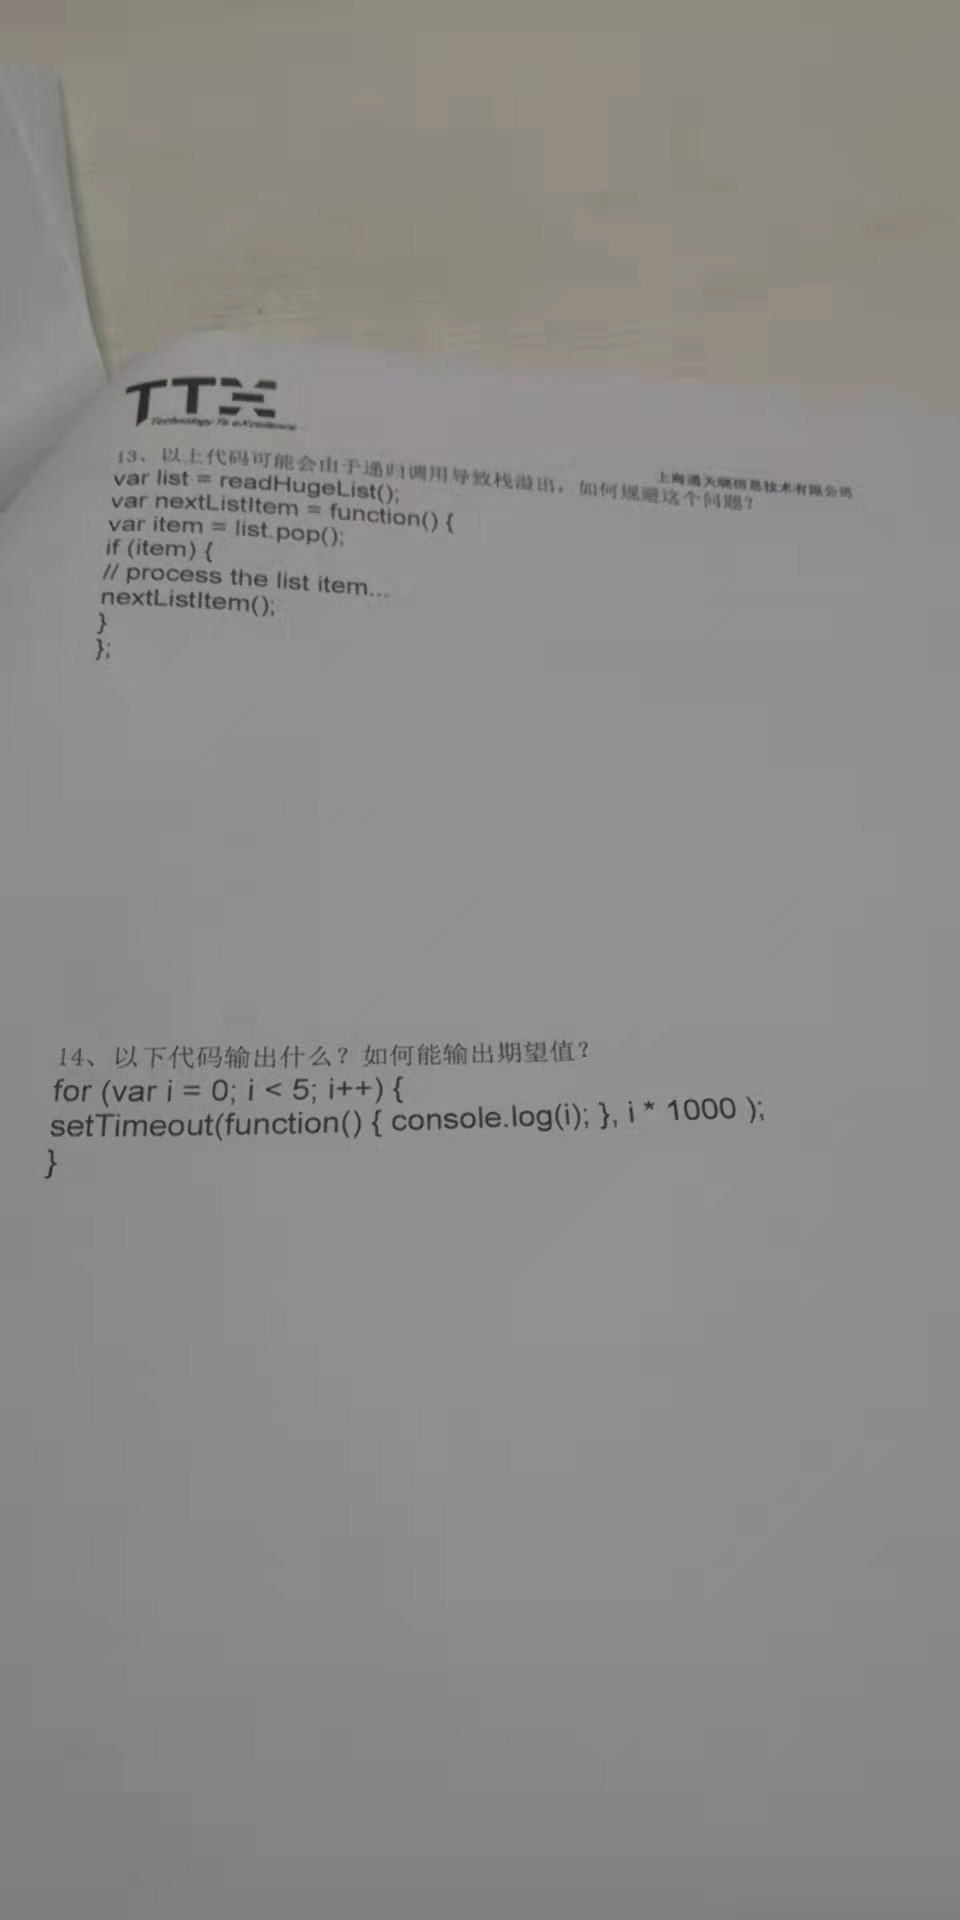 TTX
Technology To eXcellence
上海通天晓信息技术有限公司
13、以上代码可能会由于递归调用导致栈溢出，如何规避这个问题?
var list = readHugeList();
var nextListItem = function() {
var item = list.pop();
if (item) {
// process the list item...
nextListItem();
}
};
14、以下代码输出什么? 如何能输出期望值?
for (var i = 0; i < 5; i++) {
setTimeout(function() { console.log(i); }, i * 1000 );
}